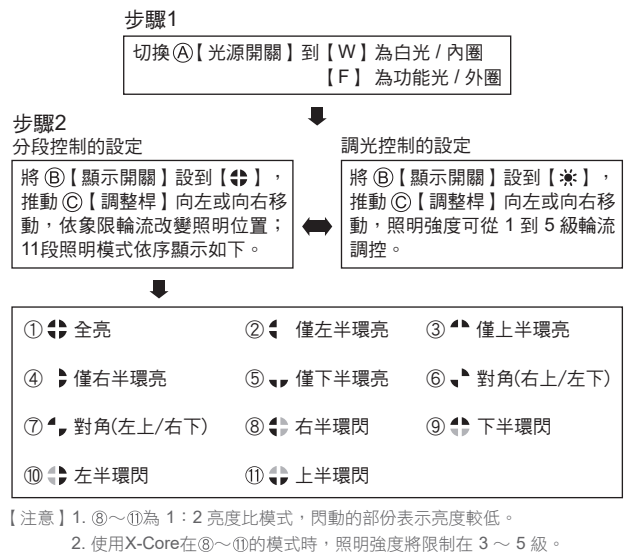 步驟1
切換Ⓐ【光源開關】到【W】為白光 / 內圈
【F】 為功能光 / 外圈
步驟2
分段控制的設定
將 Ⓑ【顯示開關】設到【】，
推動 Ⓒ【調整桿】向左或向右移
動，依象限輪流改變照明位置；
11段照明模式依序顯示如下。
調光控制的設定
將 Ⓑ【顯示開關】設到【】，
推動 Ⓒ【調整桿】向左或向右移
動，照明強度可從 1 到 5 級輪流
調控。
① 全亮
② 僅左半環亮
③ 僅上半環亮
④ 僅右半環亮
⑤ 僅下半環亮
⑥ 對角(右上/左下)
⑦ 對角(左上/右下)
⑧ 右半環閃
⑨ 下半環閃
⑩ 左半環閃
⑪ 上半環閃
【注意】1. ⑧～⑪為 1：2 亮度比模式，閃動的部份表示亮度較低。
2. 使用X-Core在⑧～⑪的模式時，照明強度將限制在 3 ～ 5 級。